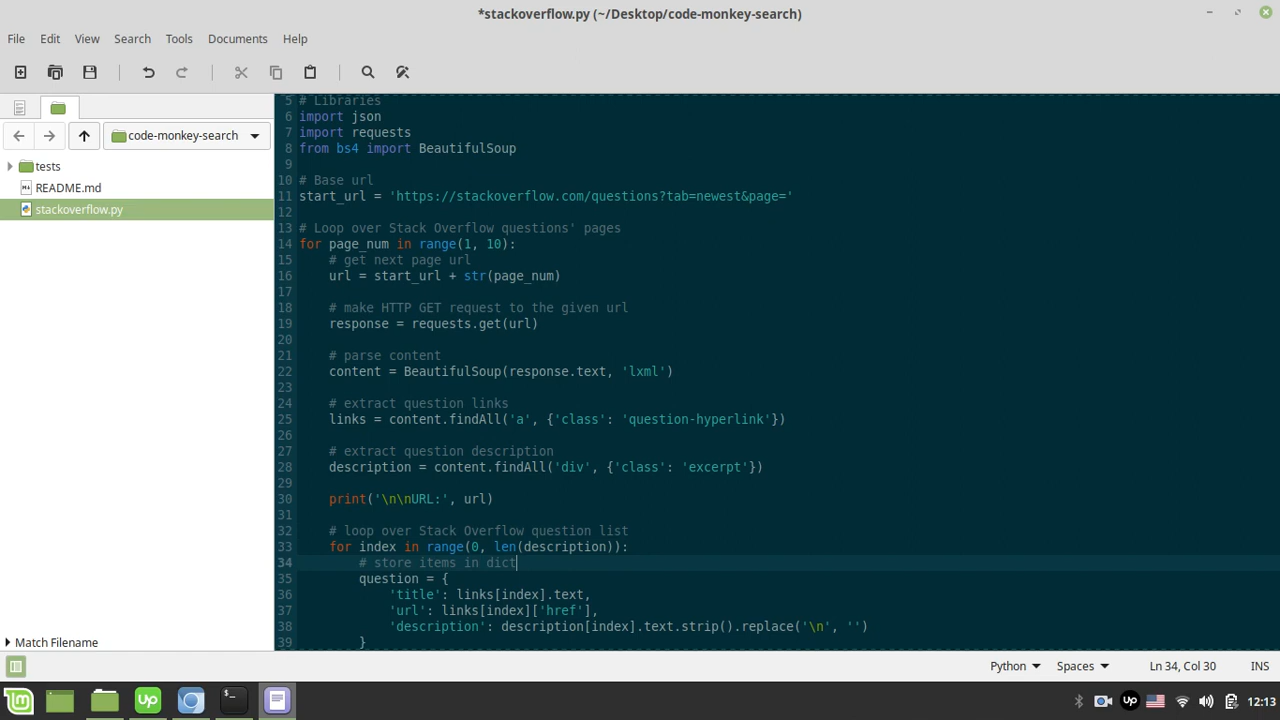 *stackoverflow.py (~/Desktop/code-monkey-search)
File Edit View Search Tools Documents Help
code-monkey-search
tests
README.md
stackoverflow.py
Match Filename
5 # Libraries
6 import json
7 import requests
8 from bs4 import BeautifulSoup
9
10 # Base url
11 start_url = 'https://stackoverflow.com/questions?tab=newest&page='
12
13 # Loop over Stack Overflow questions' pages
14 for page_num in range(1, 10):
15     # get next page url
16     url = start_url + str(page_num)
17
18     # make HTTP GET request to the given url
19     response = requests.get(url)
20
21     # parse content
22     content = BeautifulSoup(response.text, 'lxml')
23
24     # extract question links
25     links = content.findAll('a', {'class': 'question-hyperlink'})
26
27     # extract question description
28     description = content.findAll('div', {'class': 'excerpt'})
29
30     print('\n\nURL:', url)
31
32     # loop over Stack Overflow question list
33     for index in range(0, len(description)):
34         # store items in dict
35         question = {
36             'title': links[index].text,
37             'url': links[index]['href'],
38             'description': description[index].text.strip().replace('\n', '')
39         }
Python Spaces Ln 34, Col 30 INS
up up 12:13